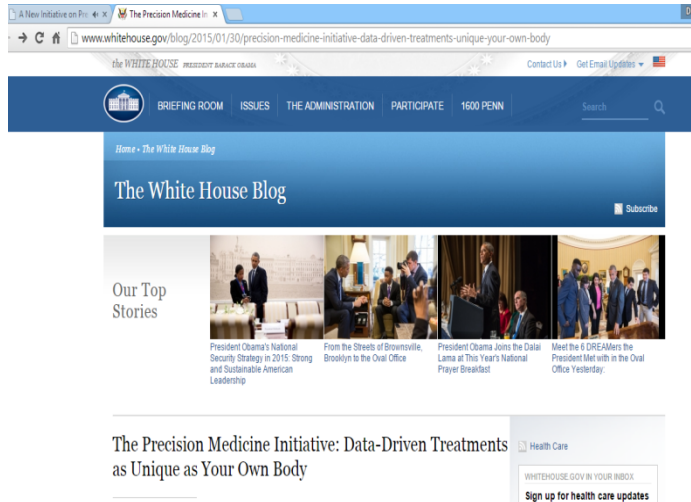 A New Initiative on Pre
The Precision Medicine In
www.whitehouse.gov/blog/2015/01/30/precision-medicine-initiative-data-driven-treatments-unique-your-own-body
the WHITE HOUSE PRESIDENT BARACK OBAMA
Contact Us
Get Email Updates
BRIEFING ROOM
ISSUES
THE ADMINISTRATION
PARTICIPATE
1600 PENN
Search
Home • The White House Blog
The White House Blog
Subscribe
Our Top
Stories
President Obama's National
Security Strategy in 2015: Strong
and Sustainable American
Leadership
From the Streets of Brownsville,
Brooklyn to the Oval Office
President Obama Joins the Dalai
Lama at This Year's National
Prayer Breakfast
Meet the 6 DREAMers the
President Met with in the Oval
Office Yesterday:
The Precision Medicine Initiative: Data-Driven Treatments
as Unique as Your Own Body
Health Care
WHITEHOUSE.GOV IN YOUR INBOX
Sign up for health care updates